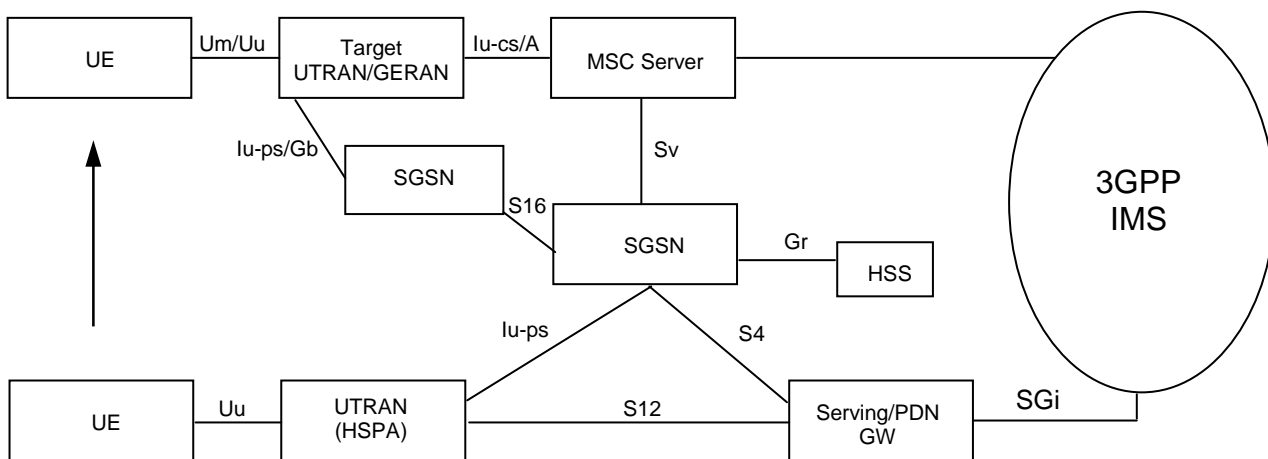 UE
Um/Uu
Target
UTRAN/GERAN
Iu-cs/A
MSC Server
Iu-ps/Gb
Sv
SGSN
S16
3GPP
IMS
SGSN
Gr
HSS
Iu-ps
S4
UE
Uu
UTRAN
(HSPA)
S12
Serving/PDN
GW
SGi